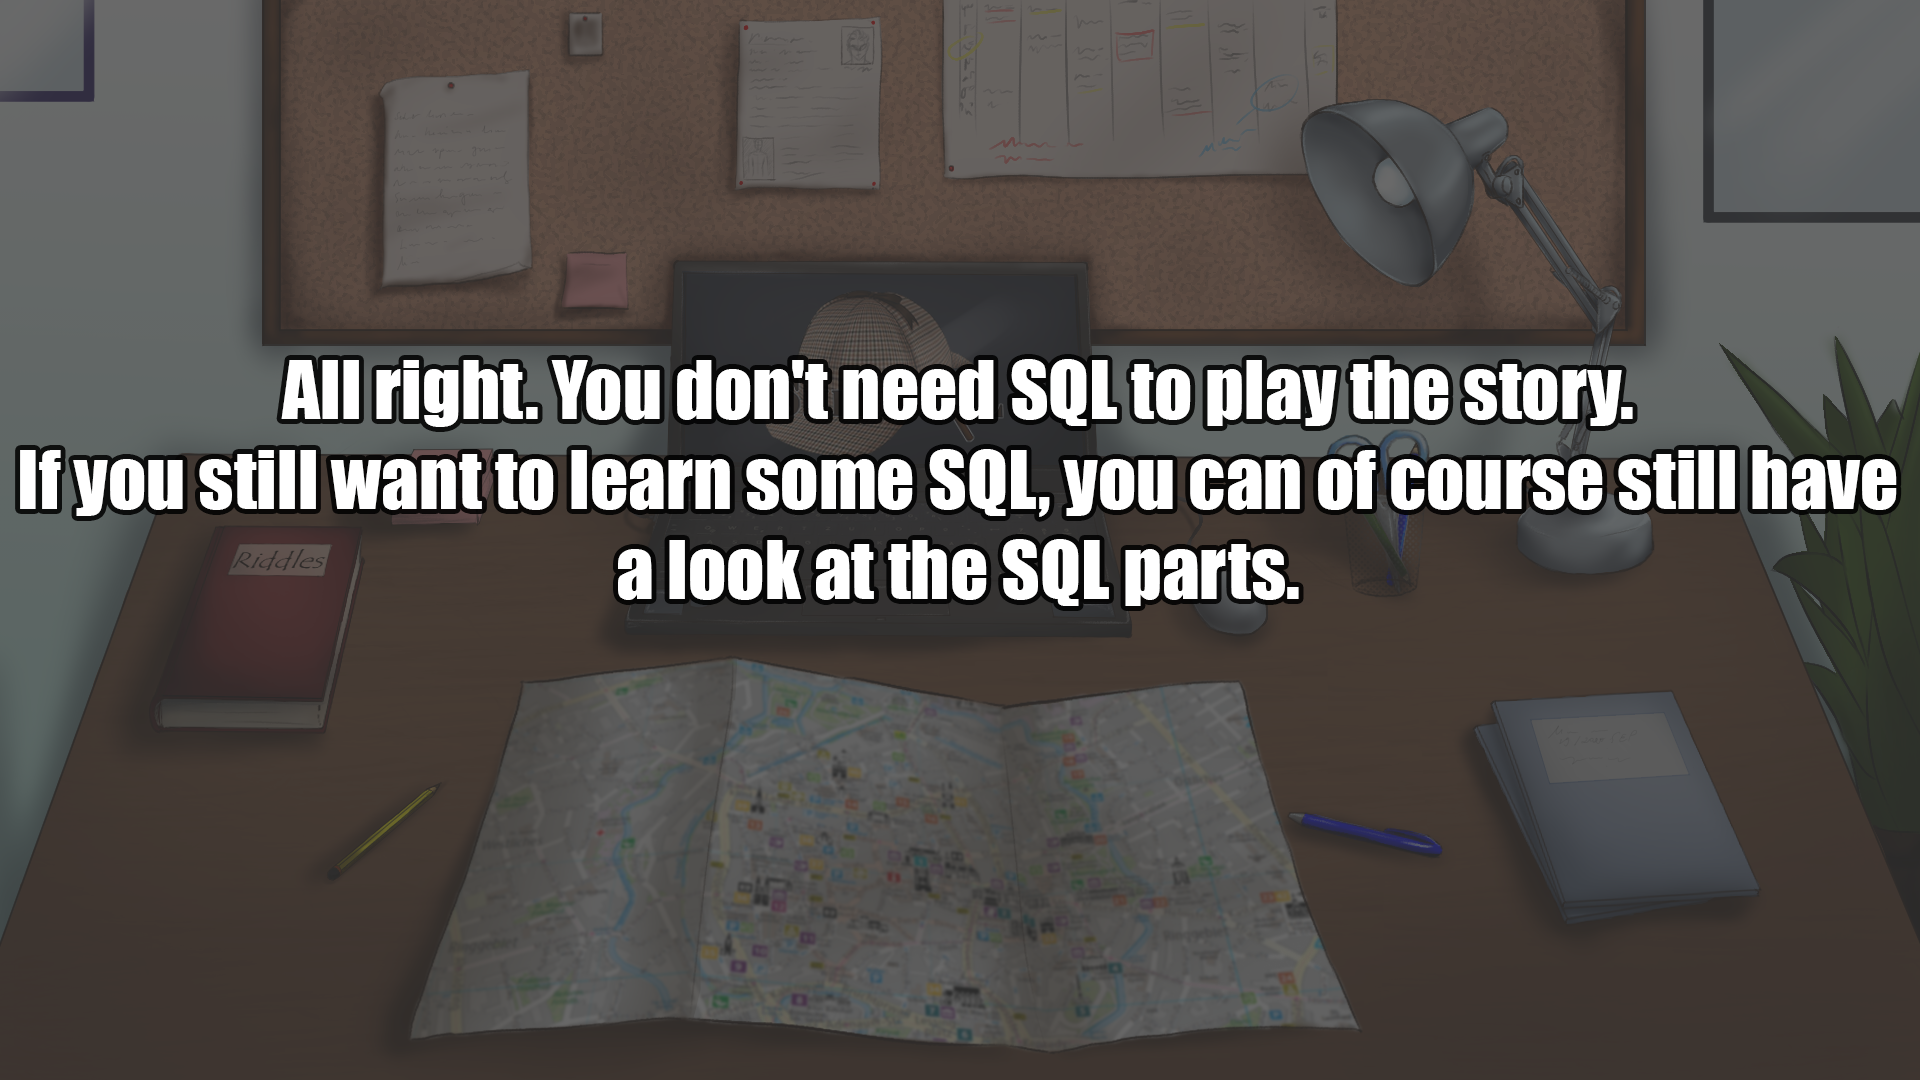 All right. You don't need SQL to play the story.
If you still want to learn some SQL, you can of course still have
a look at the SQL parts.
Riddles